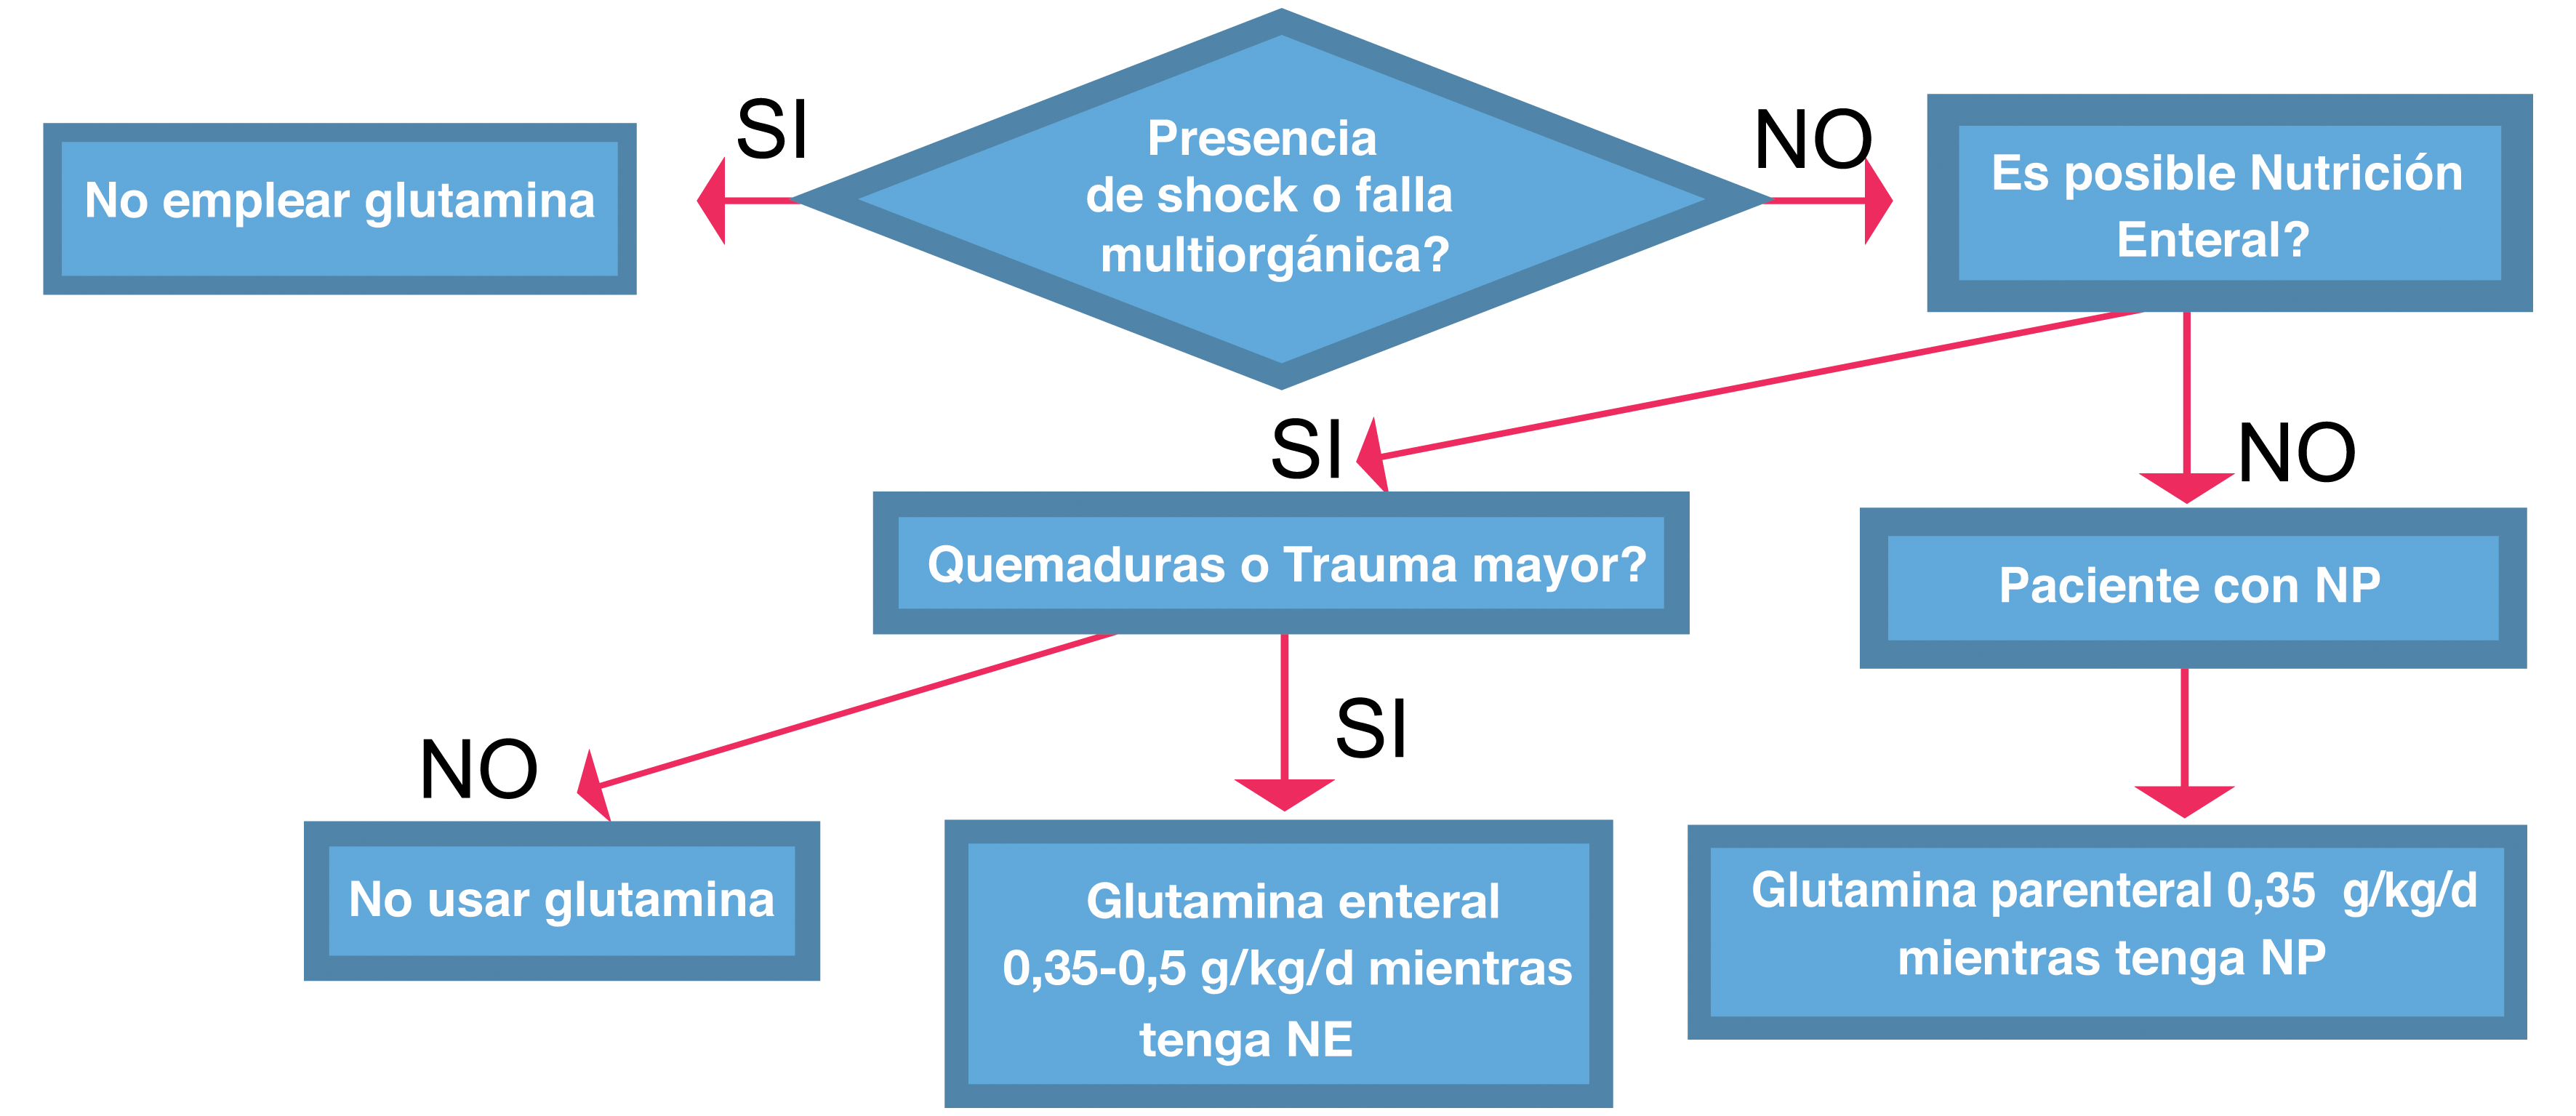 SI
NO
No emplear glutamina
Presencia
de shock o falla
multiorgánica?
Es posible Nutrición
Enteral?
SI
NO
Quemaduras o Trauma mayor?
Paciente con NP
NO
SI
No usar glutamina
Glutamina enteral
0,35-0,5 g/kg/d mientras
tenga NE
Glutamina parenteral 0,35 g/kg/d
mientras tenga NP